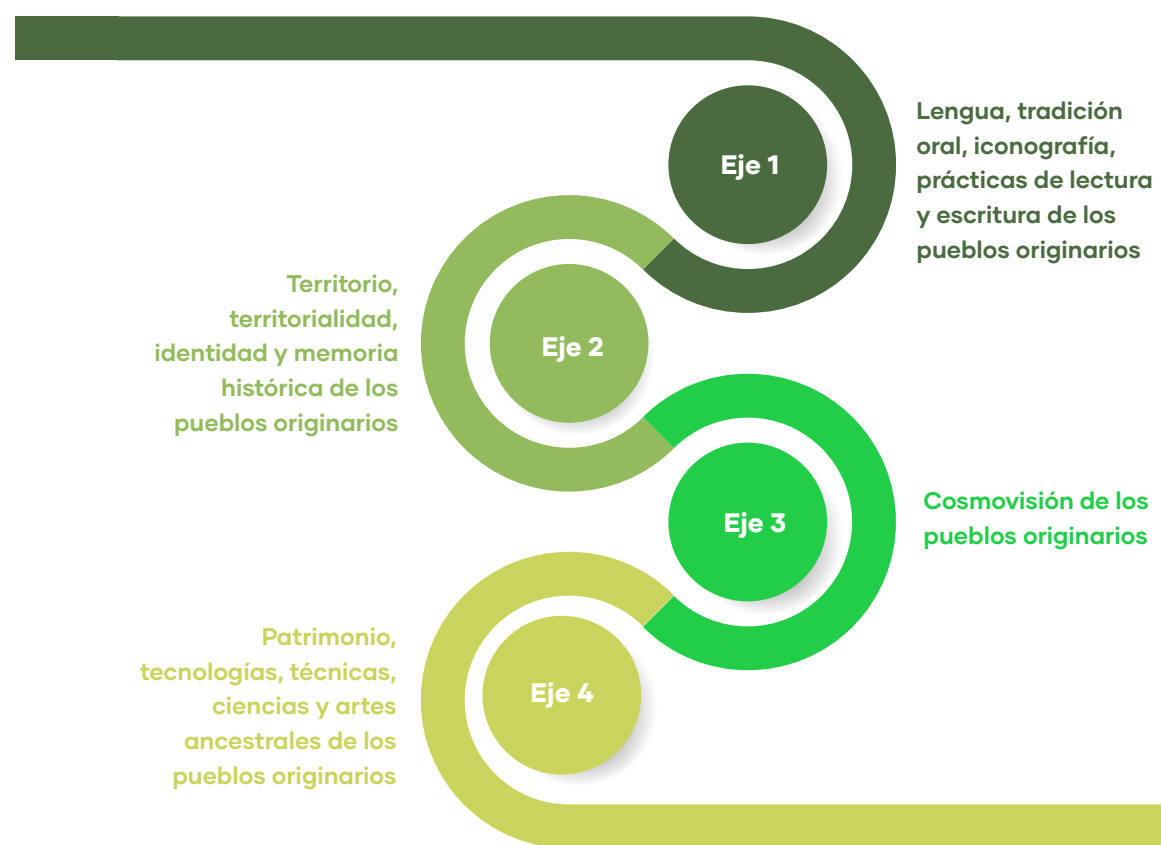 Eje 1
Lengua, tradición
oral, iconografía,
prácticas de lectura
y escritura de los
pueblos originarios
Eje 2
Territorio,
territorialidad,
identidad y memoria
histórica de los
pueblos originarios
Eje 3
Cosmovisión de los
pueblos originarios
Eje 4
Patrimonio,
tecnologías, técnicas,
ciencias y artes
ancestrales de los
pueblos originarios